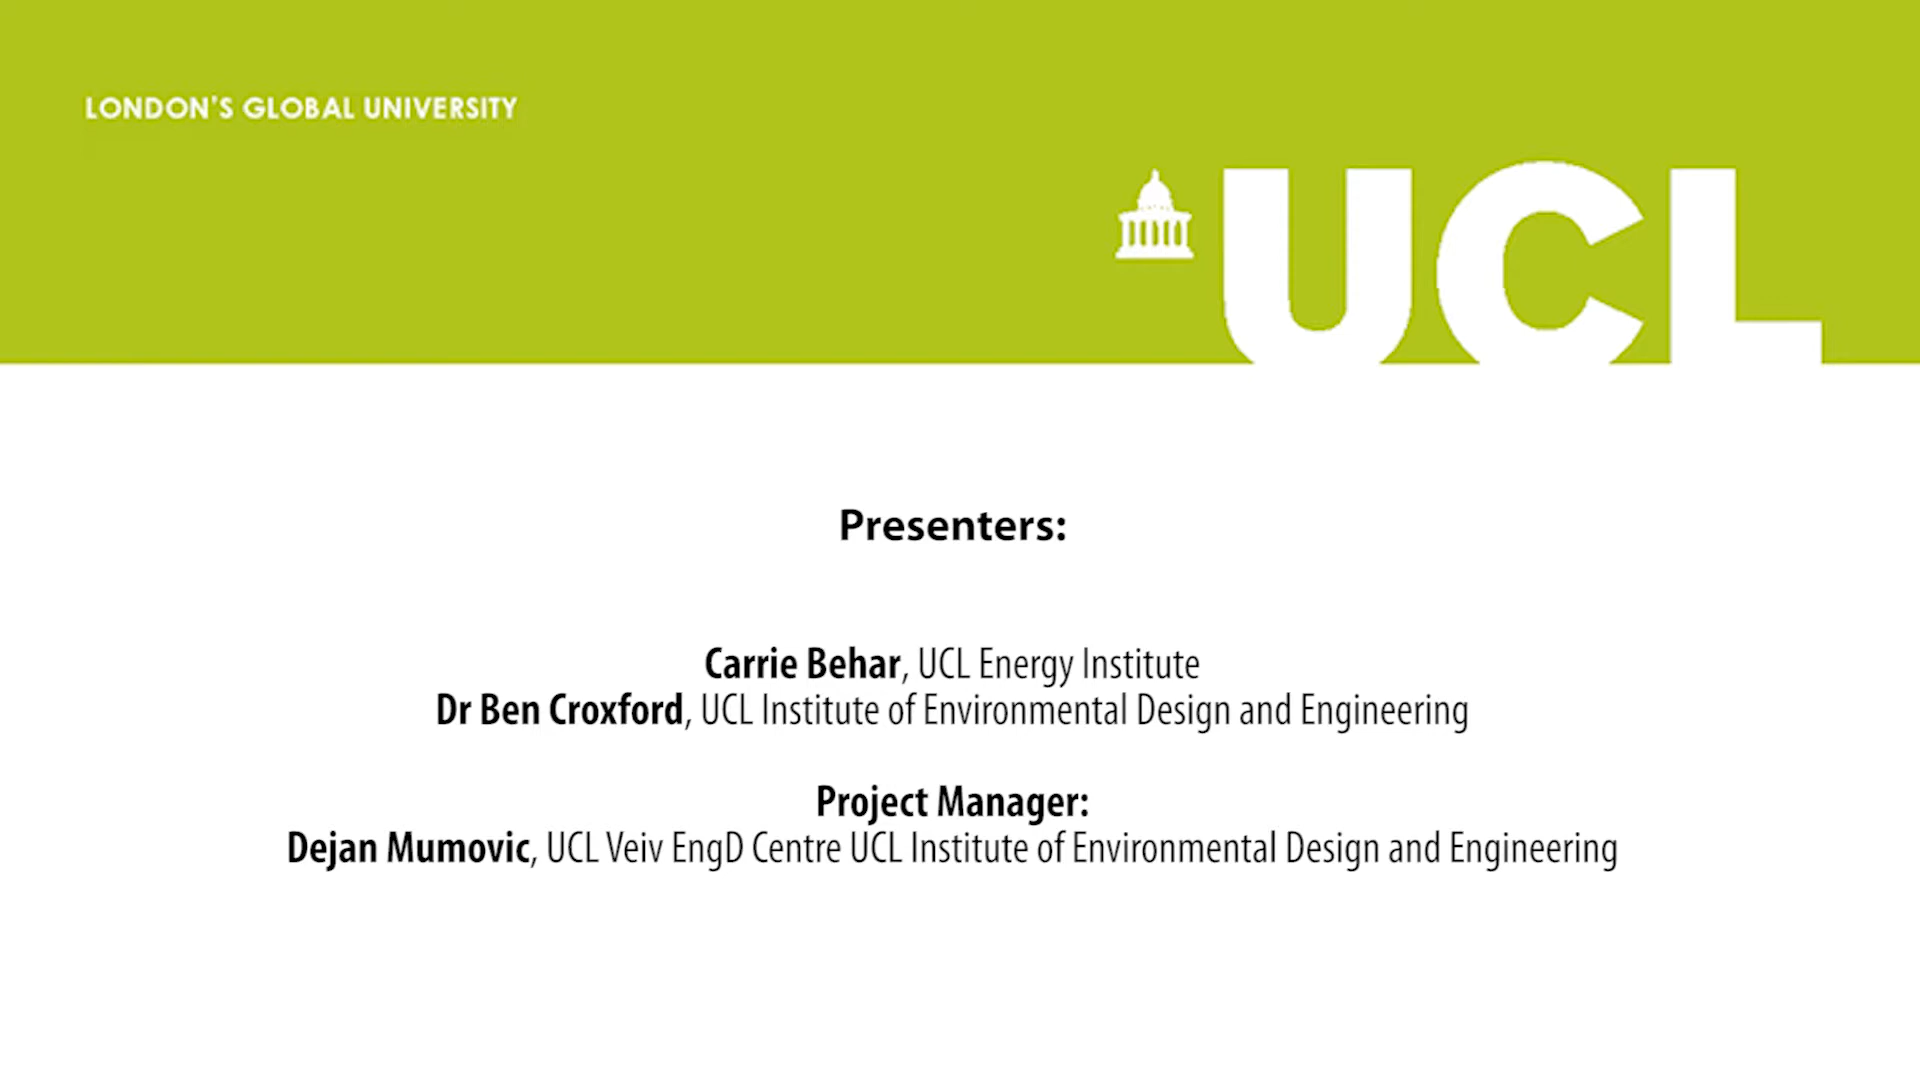 LONDON'S GLOBAL UNIVERSITY
UCL
Presenters:
Carrie Behar, UCL Energy Institute
Dr Ben Croxford, UCL Institute of Environmental Design and Engineering
Project Manager:
Dejan Mumovic, UCL Veiv EngD Centre UCL Institute of Environmental Design and Engineering